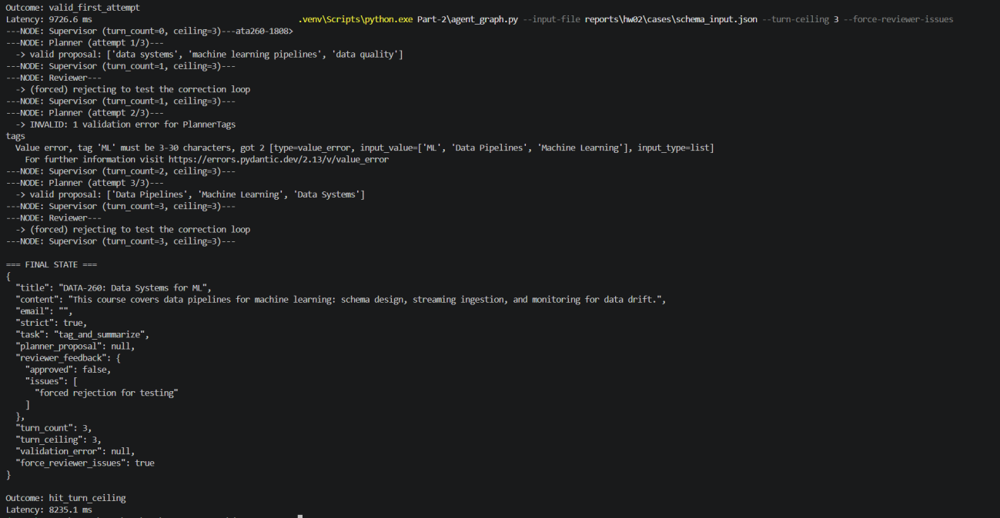 Outcome: valid_first_attempt
Latency: 9726.6 ms .venv\Scripts\python.exe Part-2\agent_graph.py --input-file reports\hw02\cases\schema_input.json --turn-ceiling 3 --force-reviewer-issues
---NODE: Supervisor (turn_count=0, ceiling=3)---ata260-1808>
---NODE: Planner (attempt 1/3)---
  -> valid proposal: ['data systems', 'machine learning pipelines', 'data quality']
---NODE: Supervisor (turn_count=1, ceiling=3)---
---NODE: Reviewer---
  -> (forced) rejecting to test the correction loop
---NODE: Supervisor (turn_count=1, ceiling=3)---
---NODE: Planner (attempt 2/3)---
  -> INVALID: 1 validation error for PlannerTags
tags
  Value error, tag 'ML' must be 3-30 characters, got 2 [type=value_error, input_value=['ML', 'Data Pipelines', 'Machine Learning'], input_type=list]
    For further information visit https://errors.pydantic.dev/2.13/v/value_error
---NODE: Supervisor (turn_count=2, ceiling=3)---
---NODE: Planner (attempt 3/3)---
  -> valid proposal: ['Data Pipelines', 'Machine Learning', 'Data Systems']
---NODE: Supervisor (turn_count=3, ceiling=3)---
---NODE: Reviewer---
  -> (forced) rejecting to test the correction loop
---NODE: Supervisor (turn_count=3, ceiling=3)---
=== FINAL STATE ===
{
  "title": "DATA-260: Data Systems for ML",
  "content": "This course covers data pipelines for machine learning: schema design, streaming ingestion, and monitoring for data drift.",
  "email": "",
  "strict": true,
  "task": "tag_and_summarize",
  "planner_proposal": null,
  "reviewer_feedback": {
    "approved": false,
    "issues": [
      "forced rejection for testing"
    ]
  },
  "turn_count": 3,
  "turn_ceiling": 3,
  "validation_error": null,
  "force_reviewer_issues": true
}
Outcome: hit_turn_ceiling
Latency: 8235.1 ms